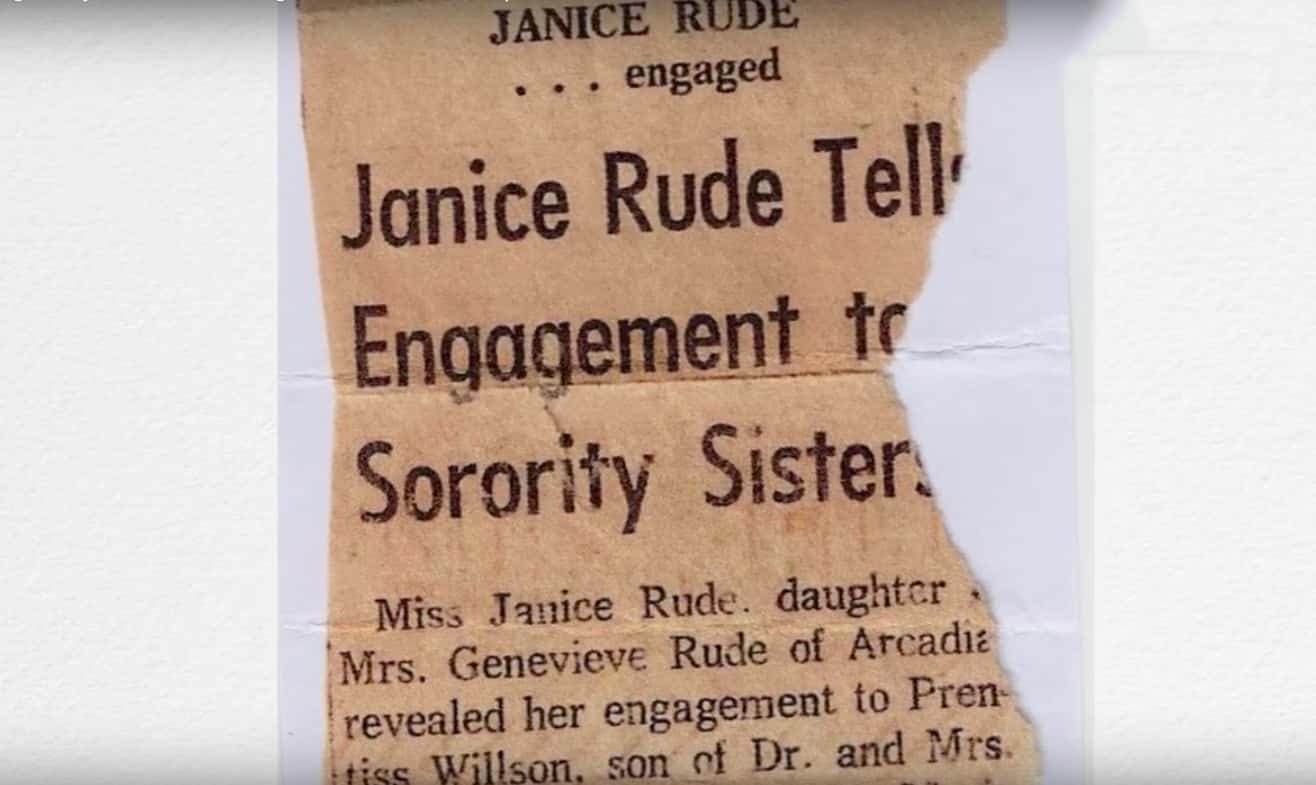 JANICE RUDE
. . . engaged
Janice Rude Tell
Engagement to
Sorority Sisters
Miss Janice Rude. daughter
Mrs. Genevieve Rude of Arcadia
revealed her engagement to Pren-
tiss Willson, son of Dr. and Mrs.